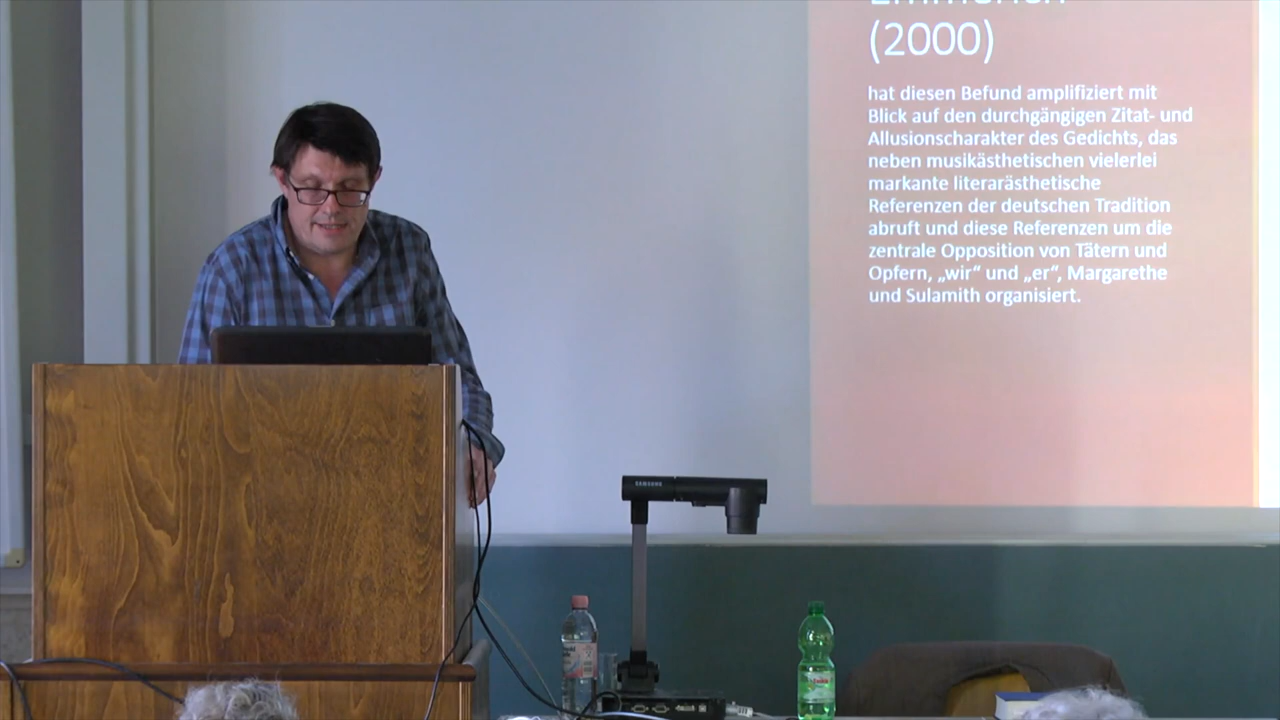 (2000)
hat diesen Befund amplifiziert mit
Blick auf den durchgängigen Zitat- und
Allusionscharakter des Gedichts, das
neben musikästhetischen vielerlei
markante literarästhetische
Referenzen der deutschen Tradition
abruft und diese Referenzen um die
zentrale Opposition von Tätern und
Opfern, „wir“ und „er“, Margarethe
und Sulamith organisiert.
SAMSUNG